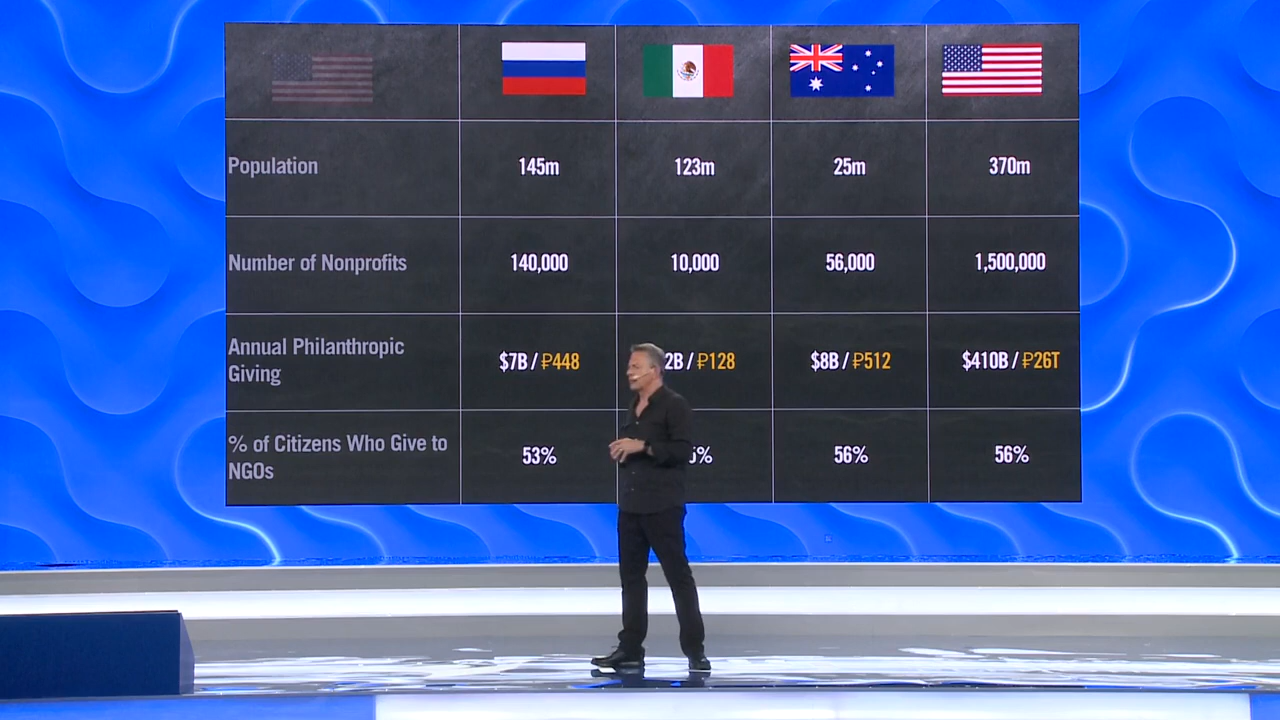 Population 145m 123m 25m 370m
Number of Nonprofits 140,000 10,000 56,000 1,500,000
Annual Philanthropic
Giving $7B / ₽448 2B / ₽128 $8B / ₽512 $410B / ₽26T
% of Citizens Who Give to
NGOs 53% % 56% 56%